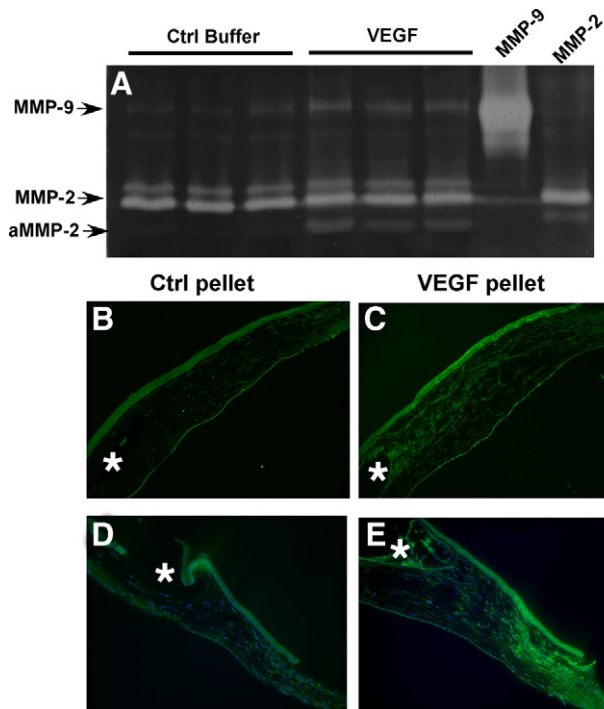 Ctrl Buffer VEGF MMP-9 MMP-2
A
MMP-9
MMP-2
aMMP-2
Ctrl pellet VEGF pellet
B C
* *
D E
* *